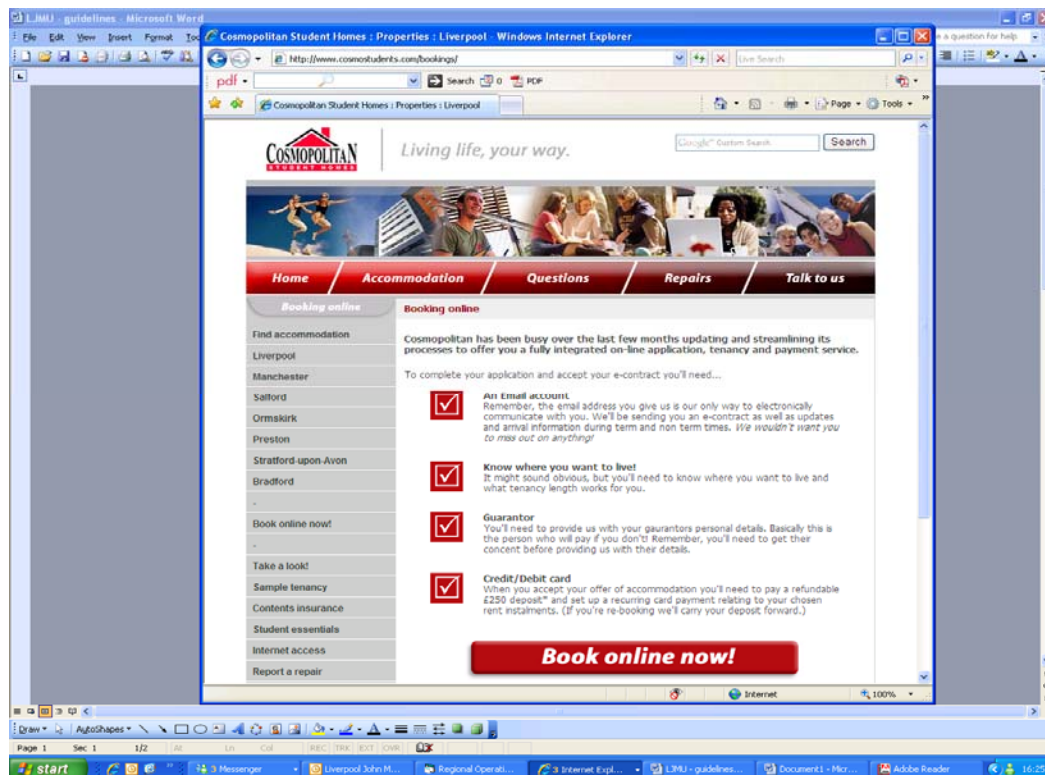 LJMU - guidelines - Microsoft Word
File Edit View Insert Format Too
e a question for help
Cosmopolitan Student Homes : Properties : Liverpool - Windows Internet Explorer
http://www.cosmostudents.com/bookings/
Live Search
pdf
Search 0 PDF
Cosmopolitan Student Homes : Properties : Liverpool
Page Tools
COSMOPOLITAN
STUDENT HOMES
Living life, your way.
Google™ Custom Search
Search
Home
Accommodation
Questions
Repairs
Talk to us
Booking online
Find accommodation
Liverpool
Manchester
Salford
Ormskirk
Preston
Stratford-upon-Avon
Bradford
-
Book online now!
-
Take a look!
Sample tenancy
Contents insurance
Student essentials
Internet access
Report a repair
Booking online
Cosmopolitan has been busy over the last few months updating and streamlining its
processes to offer you a fully integrated on-line application, tenancy and payment service.
To complete your application and accept your e-contract you'll need...
An Email account
Remember, the email address you give us is our only way to electronically
communicate with you. We'll be sending you an e-contract as well as updates
and arrival information during term and non term times. We wouldn't want you
to miss out on anything!
Know where you want to live!
It might sound obvious, but you'll need to know where you want to live and
what tenancy length works for you.
Guarantor
You'll need to provide us with your gaurantors personal details. Basically this is
the person who will pay if you don't! Remember, you'll need to get their
concent before providing us with their details.
Credit/Debit card
When you accept your offer of accommodation you'll need to pay a refundable
£250 deposit* and set up a recurring card payment relating to your chosen
rent instalments. (If you're re-booking we'll carry your deposit forward.)
Book online now!
Internet
100%
Draw AutoShapes
Page 1 Sec 1 1/2 At Ln Col REC TRK EXT OVR
start
3 Messenger
Liverpool John M...
Regional Operati...
3 Internet Expl...
LJMU - guidelines...
Document1 - Micr...
Adobe Reader
16:25